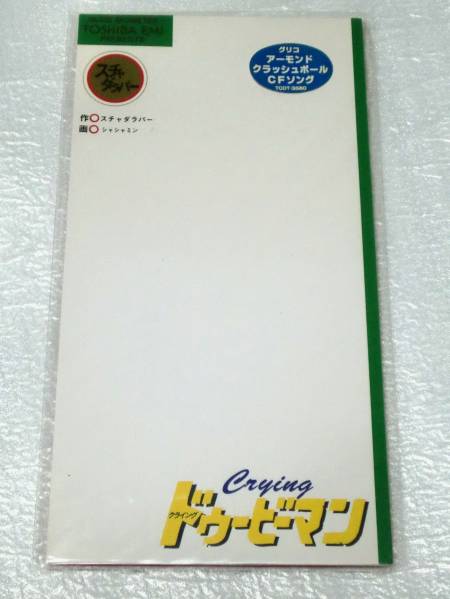 TOSHIBA EMI
スチャ
ダラパー
作○スチャダラパー
画○シャシャミン
グリコ
アーモンド
クラッシュポール
CFソング
TODT-3580
Crying
クライング
ドゥービーマン